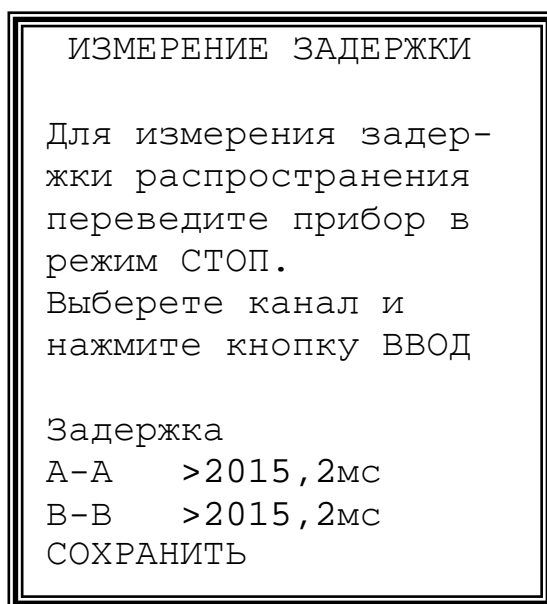 ИЗМЕРЕНИЕ ЗАДЕРЖКИ
Для измерения задер-
жки распространения
переведите прибор в
режим СТОП.
Выберете канал и
нажмите кнопку ВВОД
Задержка
А-А >2015,2мс
В-В >2015,2мс
СОХРАНИТЬ